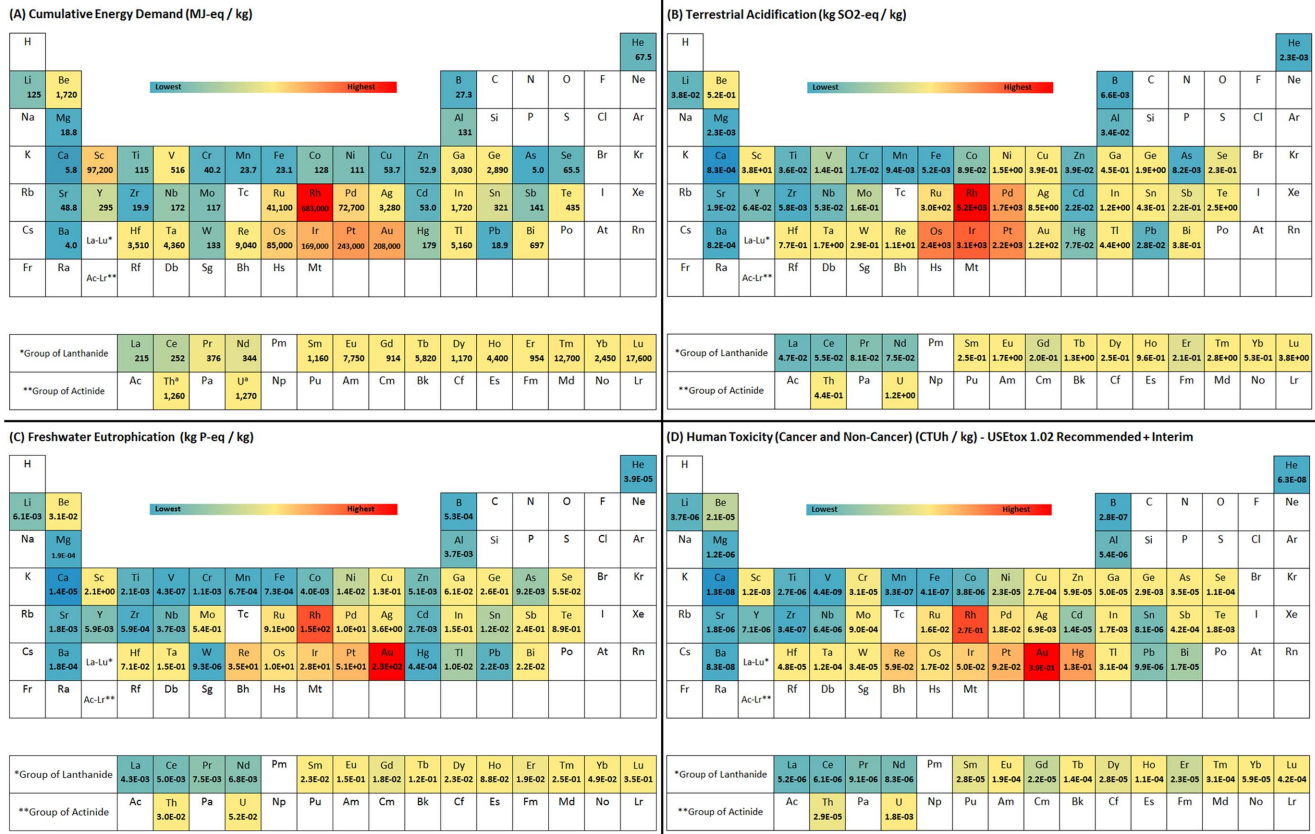 (A) Cumulative Energy Demand (MJ-eq / kg)
H He
67.5
Li Be Lowest Highest B C N O F Ne
125 1,720 27.3
Na Mg Al Si P S Cl Ar
18.8 131
K Ca Sc Ti V Cr Mn Fe Co Ni Cu Zn Ga Ge As Se Br Kr
5.8 97,200 115 516 40.2 23.7 23.1 128 111 53.7 52.9 3,030 2,890 5.0 65.5
Rb Sr Y Zr Nb Mo Tc Ru Rh Pd Ag Cd In Sn Sb Te I Xe
48.8 295 19.9 172 117 41,100 683,000 72,700 3,280 53.0 1,720 321 141 435
Cs Ba La-Lu* Hf Ta W Re Os Ir Pt Au Hg Tl Pb Bi Po At Rn
4.0 3,510 4,360 133 9,040 85,000 169,000 243,000 208,000 179 5,160 18.9 697
Fr Ra Ac-Lr** Rf Db Sg Bh Hs Mt
*Group of Lanthanide La Ce Pr Nd Pm Sm Eu Gd Tb Dy Ho Er Tm Yb Lu
215 252 376 344 1,160 7,750 914 5,820 1,170 4,400 954 12,700 2,450 17,600
**Group of Actinide Ac Thᵃ Pa Uᵃ Np Pu Am Cm Bk Cf Es Fm Md No Lr
1,260 1,270
(B) Terrestrial Acidification (kg SO2-eq / kg)
H He
2.3E-03
Li Be Lowest Highest B C N O F Ne
3.8E-02 5.2E-01 6.6E-03
Na Mg Al Si P S Cl Ar
2.3E-03 3.4E-02
K Ca Sc Ti V Cr Mn Fe Co Ni Cu Zn Ga Ge As Se Br Kr
8.3E-04 3.8E+01 3.6E-02 1.4E-01 1.7E-02 9.4E-03 5.2E-03 8.9E-02 1.5E+00 3.9E-01 3.9E-02 4.5E-01 1.9E+00 8.2E-03 2.3E-01
Rb Sr Y Zr Nb Mo Tc Ru Rh Pd Ag Cd In Sn Sb Te I Xe
1.9E-02 6.4E-02 5.8E-03 5.3E-02 1.6E-01 3.0E+02 5.2E+03 1.7E+03 8.5E+00 2.2E-02 1.2E+00 4.3E-01 2.2E-01 2.5E+00
Cs Ba La-Lu* Hf Ta W Re Os Ir Pt Au Hg Tl Pb Bi Po At Rn
8.2E-04 7.7E-01 1.7E+00 2.9E-01 1.1E+01 2.4E+03 3.1E+03 2.2E+03 1.2E+02 7.7E-02 4.4E+00 2.8E-02 3.8E-01
Fr Ra Ac-Lr** Rf Db Sg Bh Hs Mt
*Group of Lanthanide La Ce Pr Nd Pm Sm Eu Gd Tb Dy Ho Er Tm Yb Lu
4.7E-02 5.5E-02 8.1E-02 7.5E-02 2.5E-01 1.7E+00 2.0E-01 1.3E+00 2.5E-01 9.6E-01 2.1E-01 2.8E+00 5.3E-01 3.8E+00
**Group of Actinide Ac Th Pa U Np Pu Am Cm Bk Cf Es Fm Md No Lr
4.4E-01 1.2E+00
(C) Freshwater Eutrophication (kg P-eq / kg)
H He
3.9E-05
Li Be Lowest Highest B C N O F Ne
6.1E-03 3.1E-02 5.3E-04
Na Mg Al Si P S Cl Ar
1.9E-04 3.7E-03
K Ca Sc Ti V Cr Mn Fe Co Ni Cu Zn Ga Ge As Se Br Kr
1.4E-05 2.1E+00 2.1E-03 4.3E-07 1.1E-03 6.7E-04 7.3E-04 4.0E-03 1.4E-02 1.3E-01 5.1E-03 6.1E-02 2.6E-01 9.2E-03 5.5E-02
Rb Sr Y Zr Nb Mo Tc Ru Rh Pd Ag Cd In Sn Sb Te I Xe
1.8E-03 5.9E-03 5.9E-04 3.7E-03 5.4E-01 9.1E+00 1.5E+02 1.0E+01 3.6E+00 2.7E-03 1.5E-01 1.2E-02 2.4E-01 8.9E-01
Cs Ba La-Lu* Hf Ta W Re Os Ir Pt Au Hg Tl Pb Bi Po At Rn
1.8E-04 7.1E-02 1.5E-01 9.3E-06 3.5E+01 1.0E+01 2.8E+01 5.1E+01 2.3E+02 4.4E-04 1.0E-02 2.2E-03 2.2E-02
Fr Ra Ac-Lr** Rf Db Sg Bh Hs Mt
*Group of Lanthanide La Ce Pr Nd Pm Sm Eu Gd Tb Dy Ho Er Tm Yb Lu
4.3E-03 5.0E-03 7.5E-03 6.8E-03 2.3E-02 1.5E-01 1.8E-02 1.2E-01 2.3E-02 8.8E-02 1.9E-02 2.5E-01 4.9E-02 3.5E-01
**Group of Actinide Ac Th Pa U Np Pu Am Cm Bk Cf Es Fm Md No Lr
3.0E-02 5.2E-02
(D) Human Toxicity (Cancer and Non-Cancer) (CTUh / kg) - USEtox 1.02 Recommended + Interim
H He
6.3E-08
Li Be Lowest Highest B C N O F Ne
3.7E-06 2.1E-05 2.8E-07
Na Mg Al Si P S Cl Ar
1.2E-06 5.4E-06
K Ca Sc Ti V Cr Mn Fe Co Ni Cu Zn Ga Ge As Se Br Kr
1.3E-08 1.2E-03 2.7E-06 4.4E-09 3.1E-05 3.3E-07 4.1E-07 3.8E-06 2.3E-05 2.7E-04 5.9E-05 5.0E-05 2.9E-03 3.5E-05 1.1E-04
Rb Sr Y Zr Nb Mo Tc Ru Rh Pd Ag Cd In Sn Sb Te I Xe
1.8E-06 7.1E-06 3.4E-07 6.4E-06 9.0E-04 1.6E-02 2.7E-01 1.8E-02 6.9E-03 1.4E-05 1.7E-03 8.1E-06 4.2E-04 1.8E-03
Cs Ba La-Lu* Hf Ta W Re Os Ir Pt Au Hg Tl Pb Bi Po At Rn
8.3E-08 4.8E-05 1.2E-04 3.4E-05 5.9E-02 1.7E-02 5.0E-02 9.2E-02 3.9E-01 1.3E-01 3.1E-04 9.9E-06 1.7E-05
Fr Ra Ac-Lr** Rf Db Sg Bh Hs Mt
*Group of Lanthanide La Ce Pr Nd Pm Sm Eu Gd Tb Dy Ho Er Tm Yb Lu
5.2E-06 6.1E-06 9.1E-06 8.3E-06 2.8E-05 1.9E-04 2.2E-05 1.4E-04 2.8E-05 1.1E-04 2.3E-05 3.1E-04 5.9E-05 4.2E-04
**Group of Actinide Ac Th Pa U Np Pu Am Cm Bk Cf Es Fm Md No Lr
2.9E-05 1.8E-03